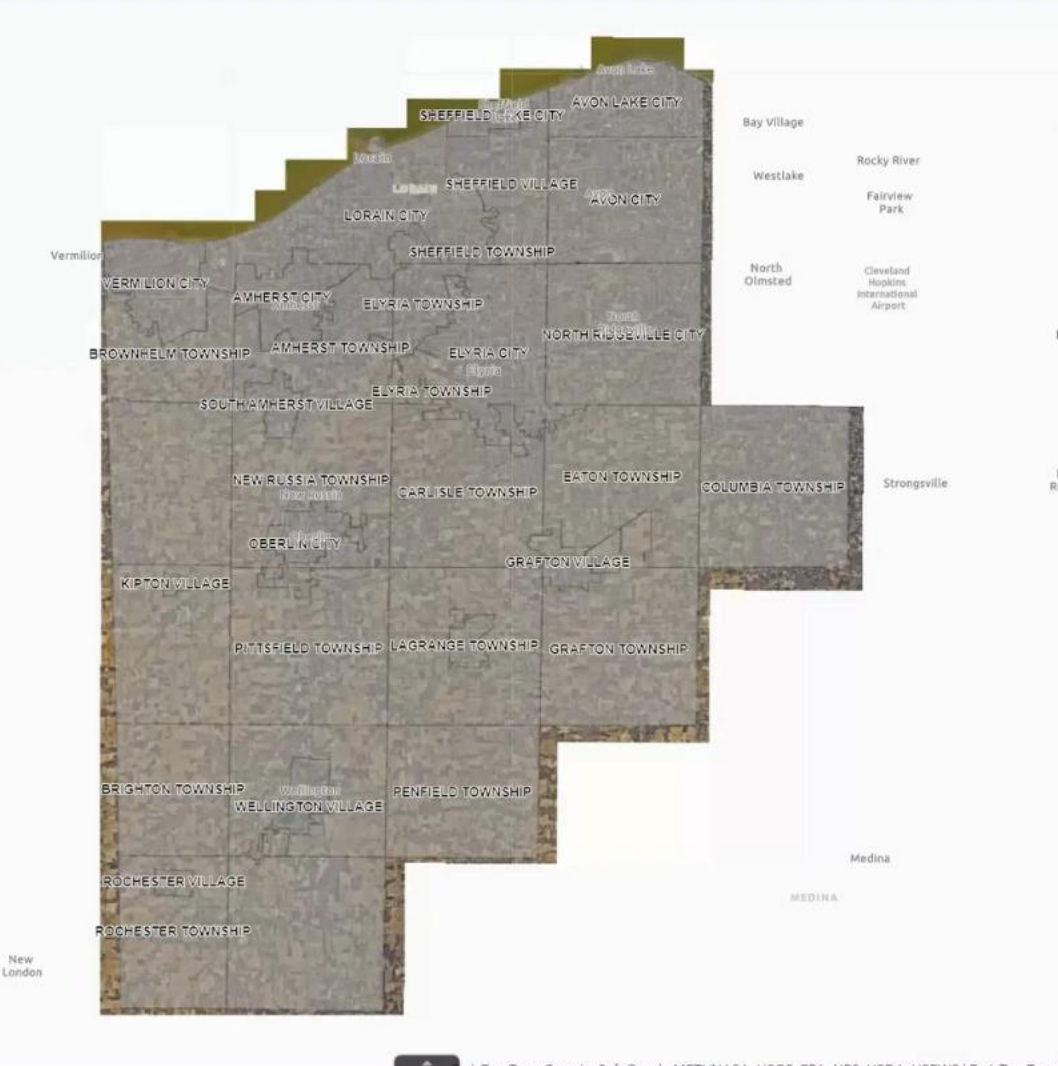 Avon Lake
AVON LAKE CITY
SHEFFIELD LAKE CITY
Bay Village
Lorain
Rocky River
Westlake
LORAIN
SHEFFIELD VILLAGE
Avon
AVON CITY
Fairview
Park
LORAIN CITY
Vermilion
SHEFFIELD TOWNSHIP
North
Olmsted
Cleveland
Hopkins
International
Airport
VERMILION CITY
AMHERST CITY
Amherst
ELYRIA TOWNSHIP
North
NORTH RIDGEVILLE CITY
BROWNHELM TOWNSHIP
AMHERST TOWNSHIP
ELYRIA CITY
Elyria
ELYRIA TOWNSHIP
SOUTH AMHERST VILLAGE
NEW RUSSIA TOWNSHIP
New Russia
CARLISLE TOWNSHIP
EATON TOWNSHIP
COLUMBIA TOWNSHIP
Strongsville
OBERLIN CITY
GRAFTON VILLAGE
KIPTON VILLAGE
PITTSFIELD TOWNSHIP
LAGRANGE TOWNSHIP
GRAFTON TOWNSHIP
BRIGHTON TOWNSHIP
Wellington
WELLINGTON VILLAGE
PENFIELD TOWNSHIP
Medina
ROCHESTER VILLAGE
MEDINA
ROCHESTER TOWNSHIP
New
London